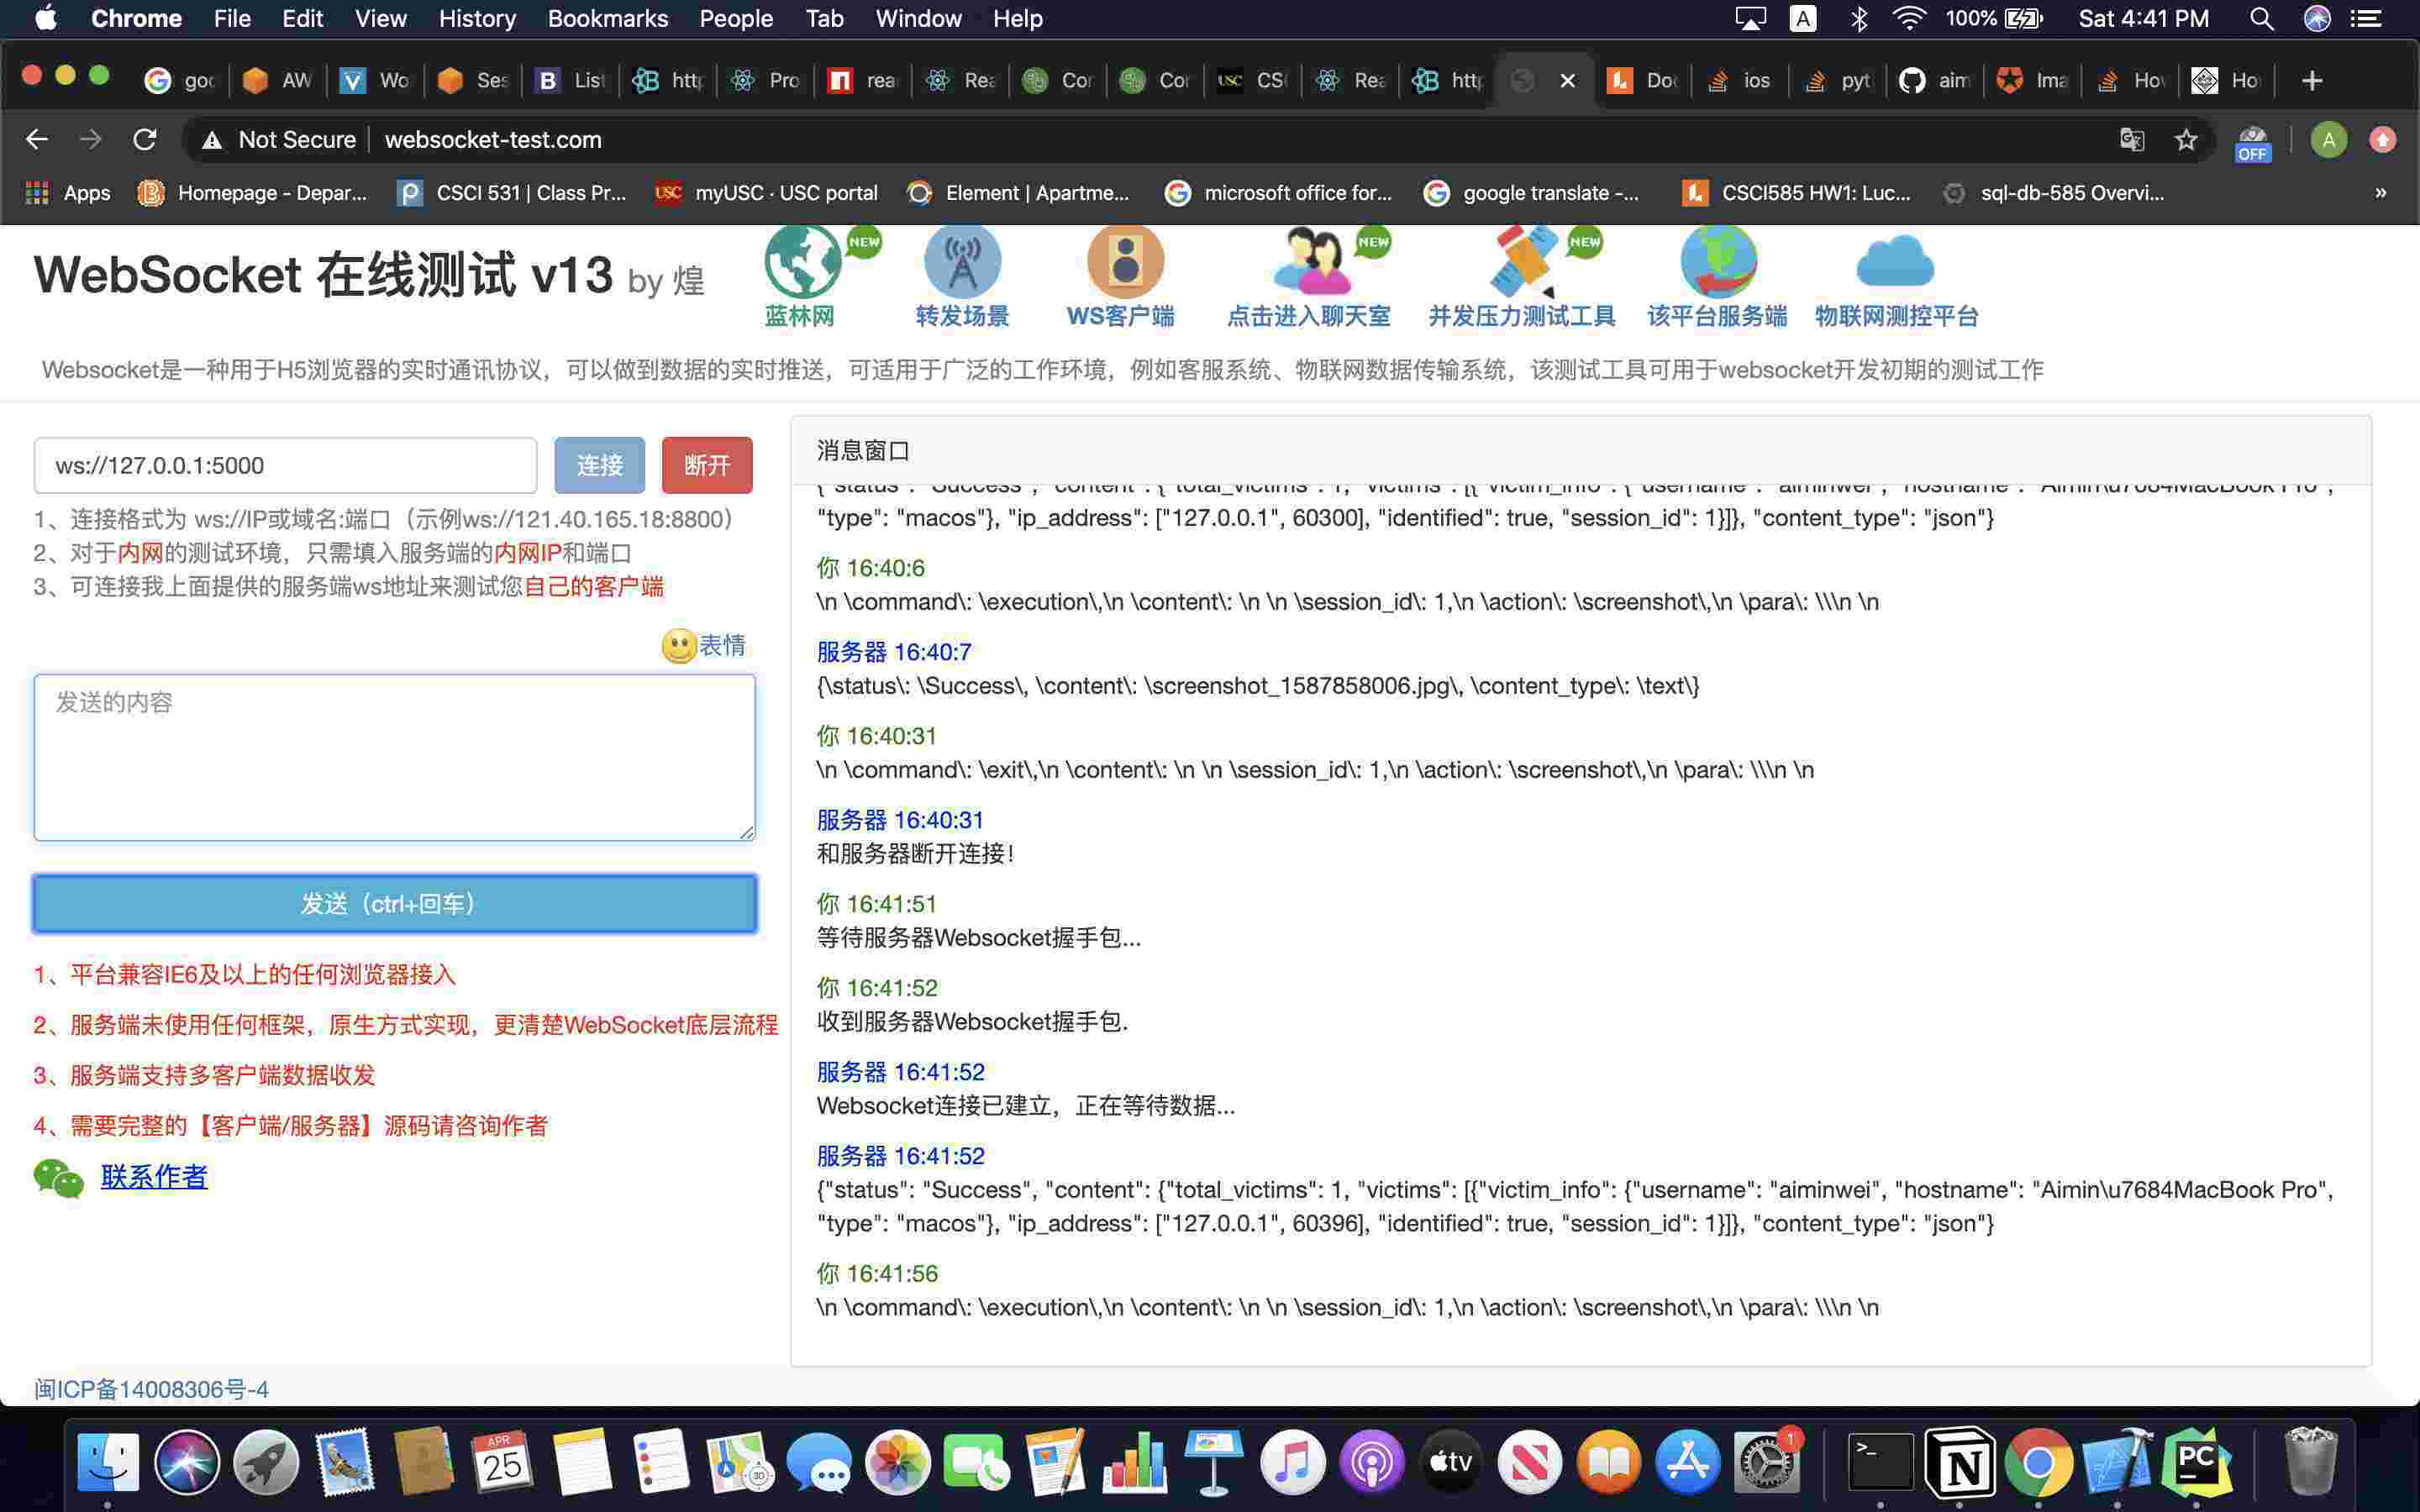 Chrome File Edit View History Bookmarks People Tab Window Help A 100% Sat 4:41 PM
goo AW Wo Ses List http Pro rea Rea Cor Cor CS Rea http Doc ios pyt aim Ima Hov Ho
Not Secure websocket-test.com OFF A
Apps Homepage - Depar... CSCI 531 | Class Pr... USC myUSC · USC portal Element | Apartme... microsoft office for... google translate -... CSCI585 HW1: Luc... sql-db-585 Overvi... »
WebSocket 在线测试 v13 by 煌
NEW NEW NEW
蓝林网 转发场景 WS客户端 点击进入聊天室 并发压力测试工具 该平台服务端 物联网测控平台
Websocket是一种用于H5浏览器的实时通讯协议，可以做到数据的实时推送，可适用于广泛的工作环境，例如客服系统、物联网数据传输系统，该测试工具可用于websocket开发初期的测试工作
ws://127.0.0.1:5000 连接 断开
1、连接格式为 ws://IP或域名:端口（示例ws://121.40.165.18:8800）
2、对于内网的测试环境，只需填入服务端的内网IP和端口
3、可连接我上面提供的服务端ws地址来测试您自己的客户端
表情
发送的内容
发送（ctrl+回车）
1、平台兼容IE6及以上的任何浏览器接入
2、服务端未使用任何框架，原生方式实现，更清楚WebSocket底层流程
3、服务端支持多客户端数据收发
4、需要完整的【客户端/服务器】源码请咨询作者
联系作者
消息窗口
{"status": "Success", "content": {"total_victims": 1, "victims": [{"victim_info": {"username": "aiminwei", "hostname": "Aimin\u7684MacBook Pro",
"type": "macos"}, "ip_address": ["127.0.0.1", 60300], "identified": true, "session_id": 1}]}, "content_type": "json"}
你 16:40:6
\n \command\: \execution\,\n \content\: \n \n \session_id\: 1,\n \action\: \screenshot\,\n \para\: \\\n \n
服务器 16:40:7
{\status\: \Success\, \content\: \screenshot_1587858006.jpg\, \content_type\: \text\}
你 16:40:31
\n \command\: \exit\,\n \content\: \n \n \session_id\: 1,\n \action\: \screenshot\,\n \para\: \\\n \n
服务器 16:40:31
和服务器断开连接！
你 16:41:51
等待服务器Websocket握手包...
你 16:41:52
收到服务器Websocket握手包.
服务器 16:41:52
Websocket连接已建立，正在等待数据...
服务器 16:41:52
{"status": "Success", "content": {"total_victims": 1, "victims": [{"victim_info": {"username": "aiminwei", "hostname": "Aimin\u7684MacBook Pro",
"type": "macos"}, "ip_address": ["127.0.0.1", 60396], "identified": true, "session_id": 1}]}, "content_type": "json"}
你 16:41:56
\n \command\: \execution\,\n \content\: \n \n \session_id\: 1,\n \action\: \screenshot\,\n \para\: \\\n \n
闽ICP备14008306号-4
APR
25
tv
1
PC